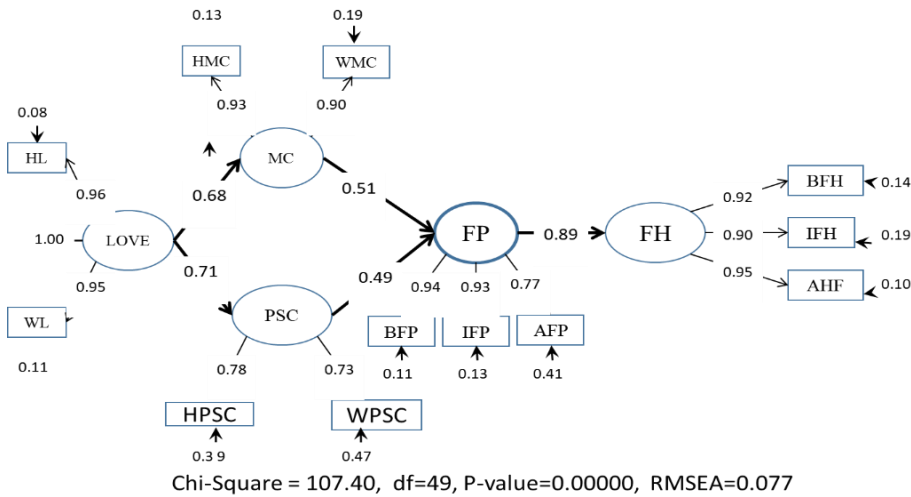 0.13
0.19
HMC
WMC
0.93
0.90
0.08
HL
MC
0.96
0.68
0.51
BFH
0.14
0.92
1.00
LOVE
FP
0.89
FH
0.90
IFH
0.19
0.71
0.49
0.95
AHF
0.10
0.95
0.94
0.93
0.77
WL
PSC
BFP
IFP
AFP
0.11
0.78
0.73
0.11
0.13
0.41
HPSC
WPSC
0.3 9
0.47
Chi-Square = 107.40, df=49, P-value=0.00000, RMSEA=0.077